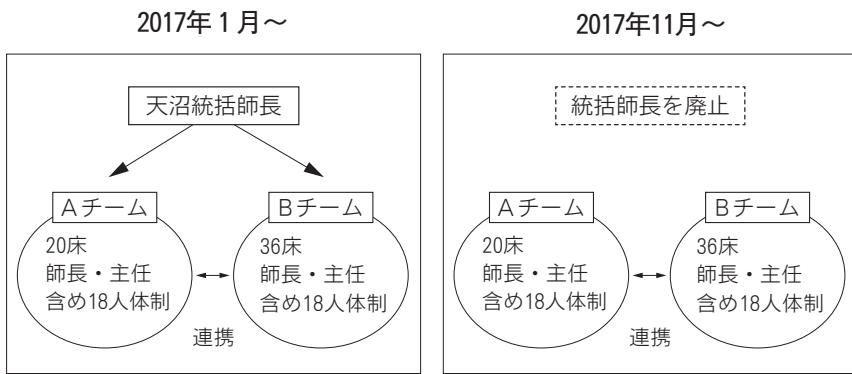 2017年１月～
天沼統括師長
Ａチーム
20床
師長・主任
含め18人体制
Ｂチーム
36床
師長・主任
含め18人体制
連携
2017年11月～
統括師長を廃止
Ａチーム
20床
師長・主任
含め18人体制
Ｂチーム
36床
師長・主任
含め18人体制
連携